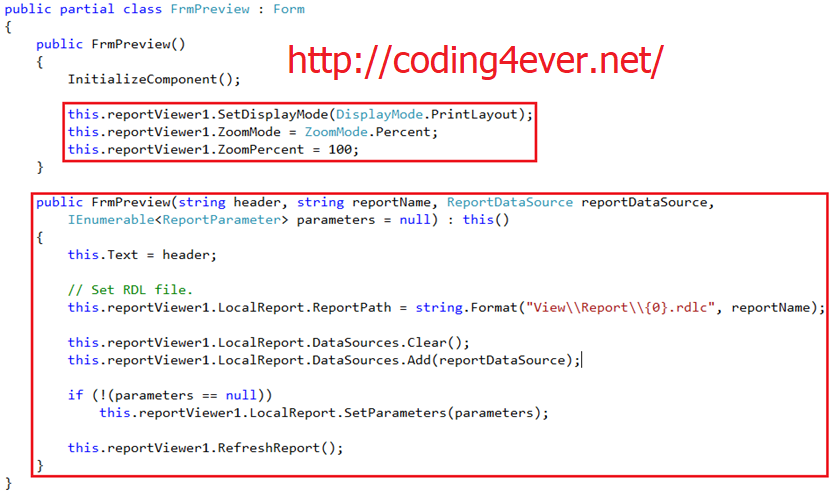 public partial class FrmPreview : Form
{
    public FrmPreview()
    {
http://coding4ever.net/
        InitializeComponent();
        this.reportViewer1.SetDisplayMode(DisplayMode.PrintLayout);
        this.reportViewer1.ZoomMode = ZoomMode.Percent;
        this.reportViewer1.ZoomPercent = 100;
    }
    public FrmPreview(string header, string reportName, ReportDataSource reportDataSource,
        IEnumerable<ReportParameter> parameters = null) : this()
    {
        this.Text = header;
        // Set RDL file.
        this.reportViewer1.LocalReport.ReportPath = string.Format("View\\Report\\{0}.rdlc", reportName);
        this.reportViewer1.LocalReport.DataSources.Clear();
        this.reportViewer1.LocalReport.DataSources.Add(reportDataSource);
        if (!(parameters == null))
            this.reportViewer1.LocalReport.SetParameters(parameters);
        this.reportViewer1.RefreshReport();
    }
}